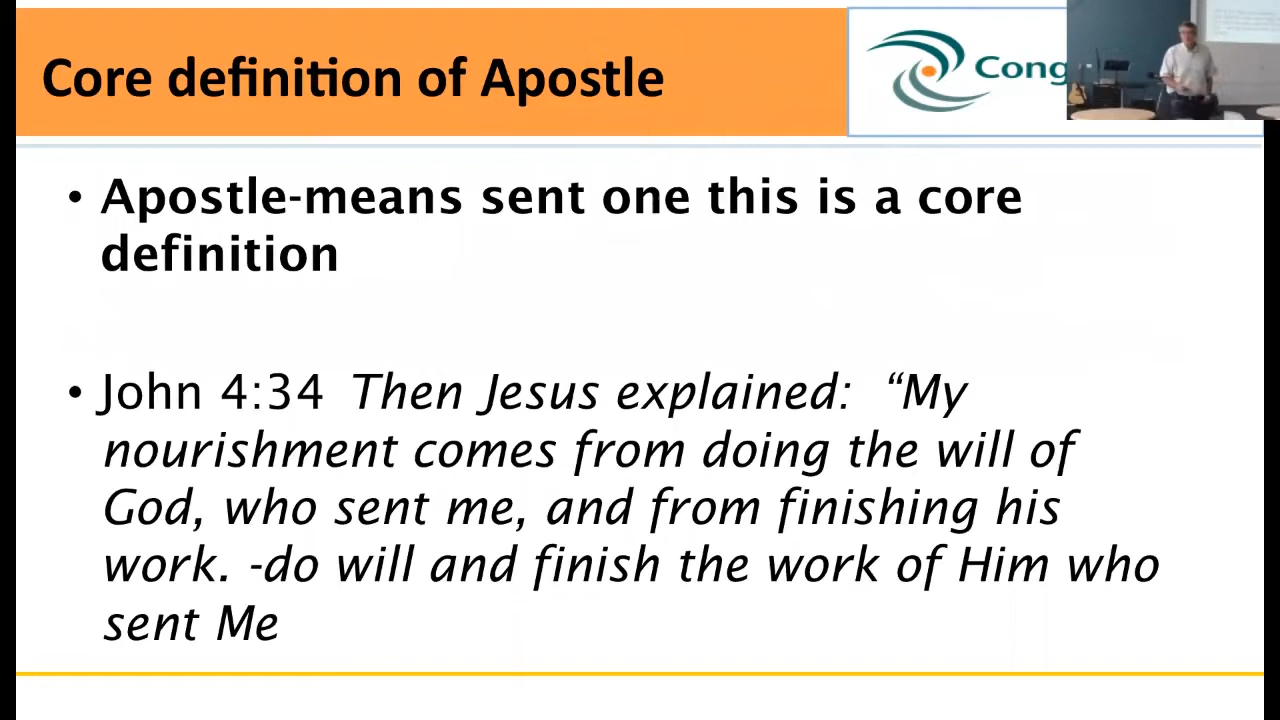 Core definition of Apostle
Cong
• Apostle-means sent one this is a core
definition
• John 4:34 Then Jesus explained: “My
nourishment comes from doing the will of
God, who sent me, and from finishing his
work. -do will and finish the work of Him who
sent Me